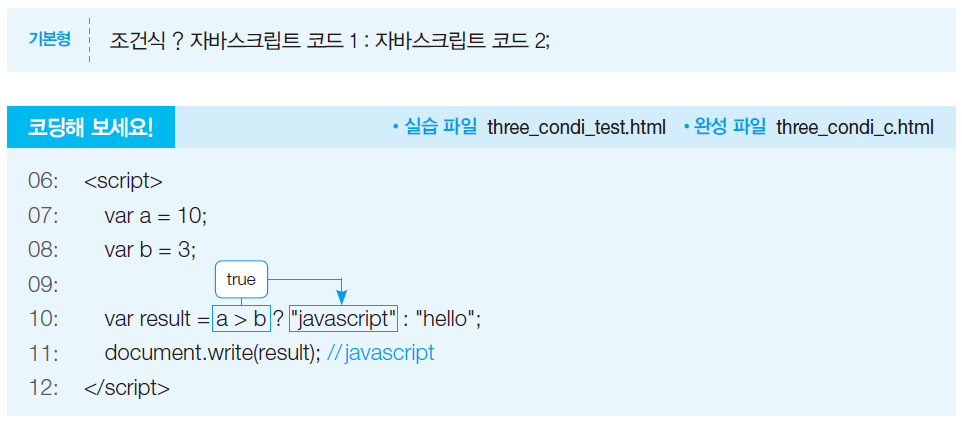 기본형 조건식 ? 자바스크립트 코드 1 : 자바스크립트 코드 2;
코딩해 보세요! • 실습 파일 three_condi_test.html • 완성 파일 three_condi_c.html
06: <script>
07: var a = 10;
08: var b = 3;
true
09:
10: var result = a > b ? "javascript" : "hello";
11: document.write(result); //javascript
12: </script>